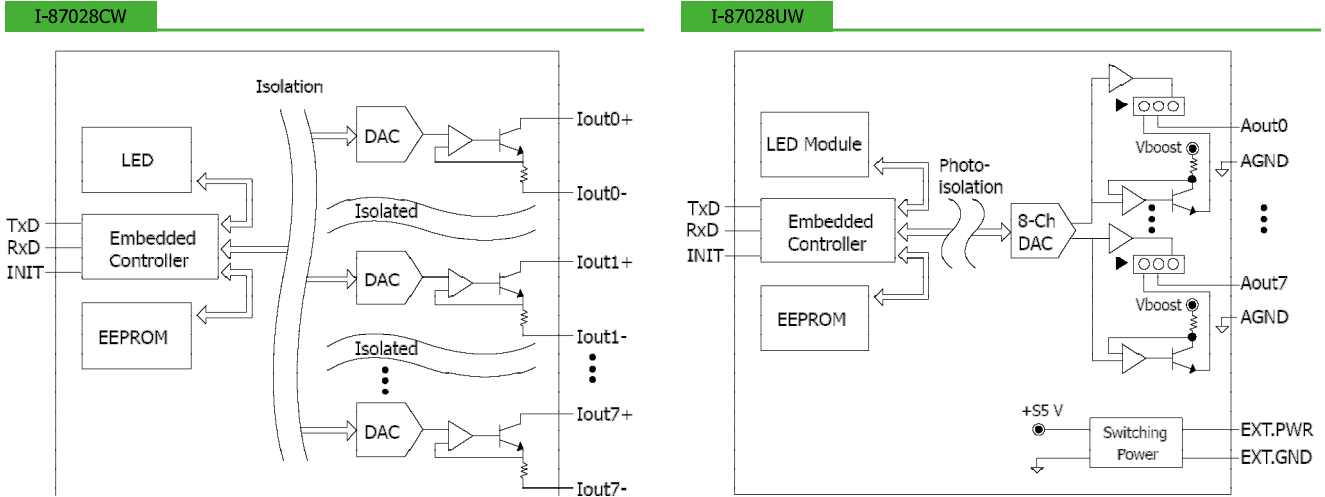 I-87028CW
Isolation
LED
DAC
Iout0+
Iout0-
Isolated
TxD
RxD
INIT
Embedded
Controller
DAC
Iout1+
Iout1-
EEPROM
Isolated
DAC
Iout7+
Iout7-
I-87028UW
LED Module
Photo-
isolation
TxD
RxD
INIT
Embedded
Controller
8-Ch
DAC
EEPROM
Aout0
Vboost
AGND
Aout7
Vboost
AGND
+S5 V
Switching
Power
EXT.PWR
EXT.GND